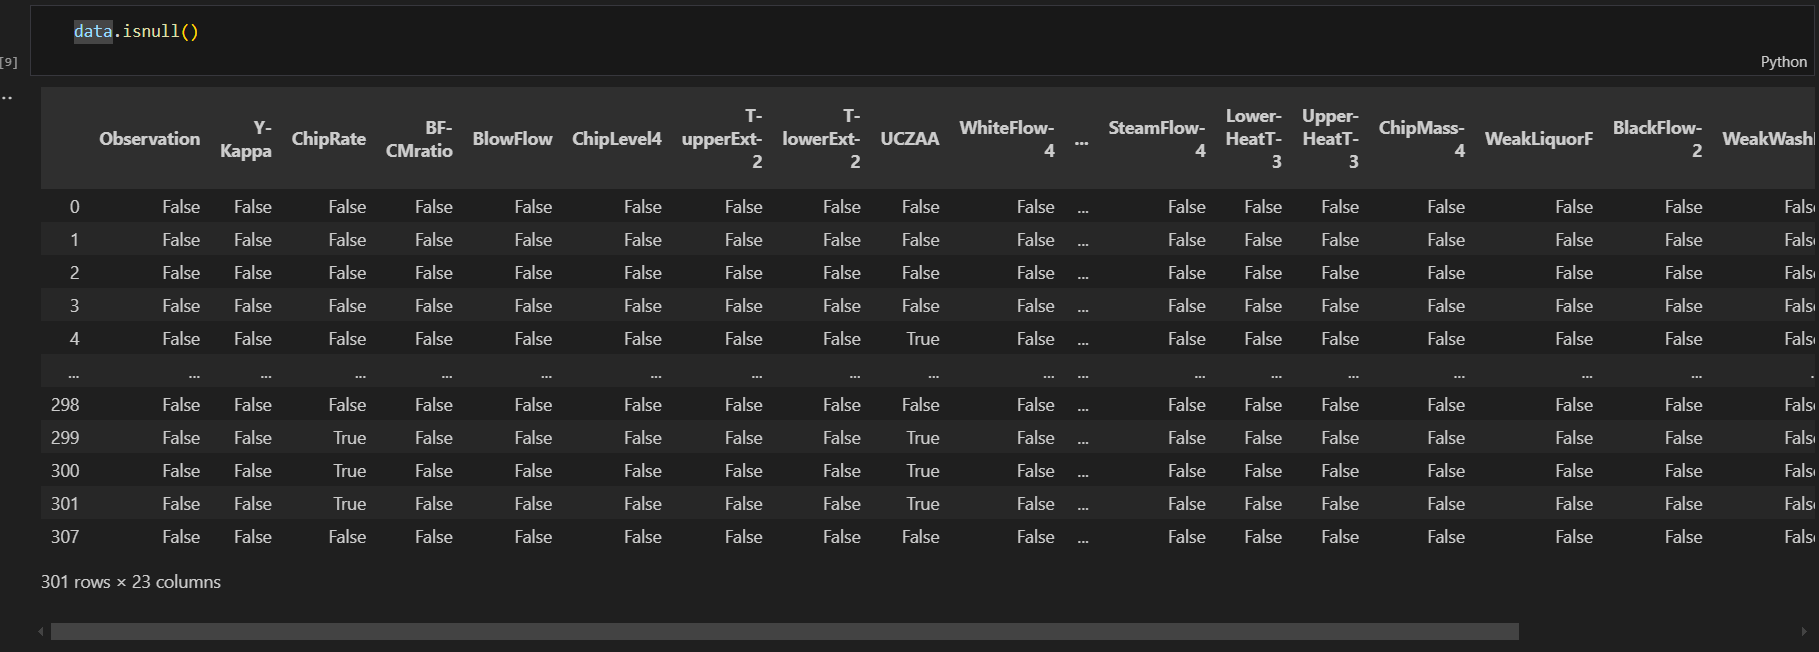 data.isnull()
[9]
Python
..
Observation Y-Kappa ChipRate BF-CMratio BlowFlow ChipLevel4 T-upperExt-2 T-lowerExt-2 UCZAA WhiteFlow-4 ... SteamFlow-4 Lower-HeatT-3 Upper-HeatT-3 ChipMass-4 WeakLiquorF BlackFlow-2 WeakWash
0 False False False False False False False False False False ... False False False False False False Fals
1 False False False False False False False False False False ... False False False False False False Fals
2 False False False False False False False False False False ... False False False False False False Fals
3 False False False False False False False False False False ... False False False False False False Fals
4 False False False False False False False False True False ... False False False False False False Fals
... ... ... ... ... ... ... ... ... ... ... ... ... ... ... ... ... ... .
298 False False False False False False False False False False ... False False False False False False Fals
299 False False True False False False False False True False ... False False False False False False Fals
300 False False True False False False False False True False ... False False False False False False Fals
301 False False True False False False False False True False ... False False False False False False Fals
307 False False False False False False False False False False ... False False False False False False Fals
301 rows × 23 columns